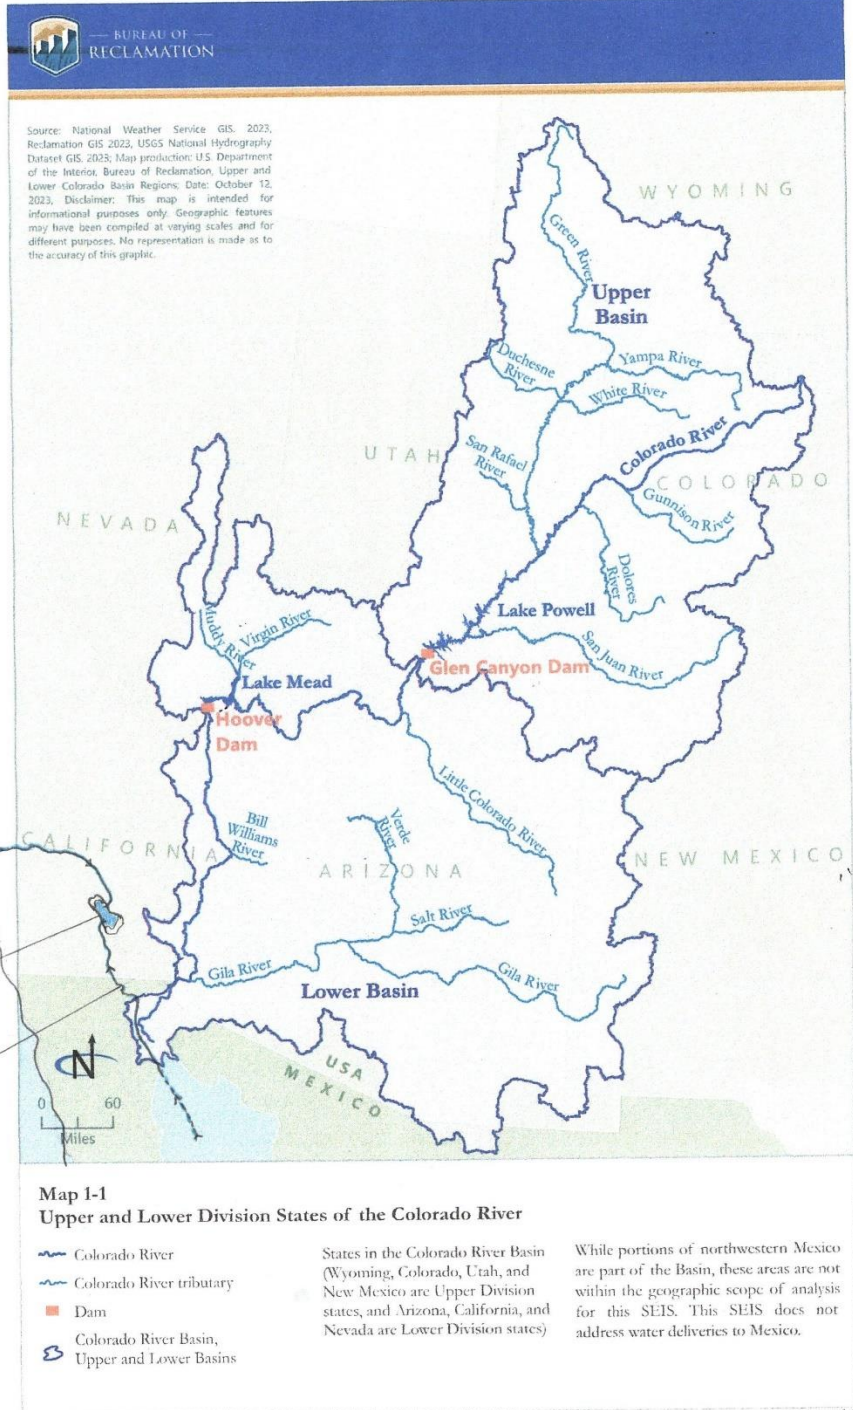 BUREAU OF
RECLAMATION
Source: National Weather Service GIS. 2023,
Reclamation GIS 2023, USGS National Hydrography
Dataset GIS, 2023; Map production: U.S. Department
of the Interior, Bureau of Reclamation, Upper and
Lower Colorado Basin Regions; Date: October 12,
2023, Disclaimer: This map is intended for
informational purposes only. Geographic features
may have been compiled at varying scales and for
different purposes. No representation is made as to
the accuracy of this graphic.
WYOMING
Green River
Upper
Basin
Duchesne
River
Yampa River
White River
Colorado River
UTAH
San Rafael
River
COLORADO
Gunnison River
NEVADA
Dolores
River
Lake Powell
Muddy River
Virgin River
San Juan River
Glen Canyon Dam
Lake Mead
Hoover
Dam
Little Colorado River
Bill
Williams
River
Verde
River
CALIFORNIA
ARIZONA
NEW MEXICO
Salt River
Gila River
Gila River
Lower Basin
N
USA
MEXICO
0 60
Miles
Map 1-1
Upper and Lower Division States of the Colorado River
Colorado River
Colorado River tributary
Dam
Colorado River Basin,
Upper and Lower Basins
States in the Colorado River Basin
(Wyoming, Colorado, Utah, and
New Mexico are Upper Division
states, and Arizona, California, and
Nevada are Lower Division states)
While portions of northwestern Mexico
are part of the Basin, these areas are not
within the geographic scope of analysis
for this SEIS. This SEIS does not
address water deliveries to Mexico.